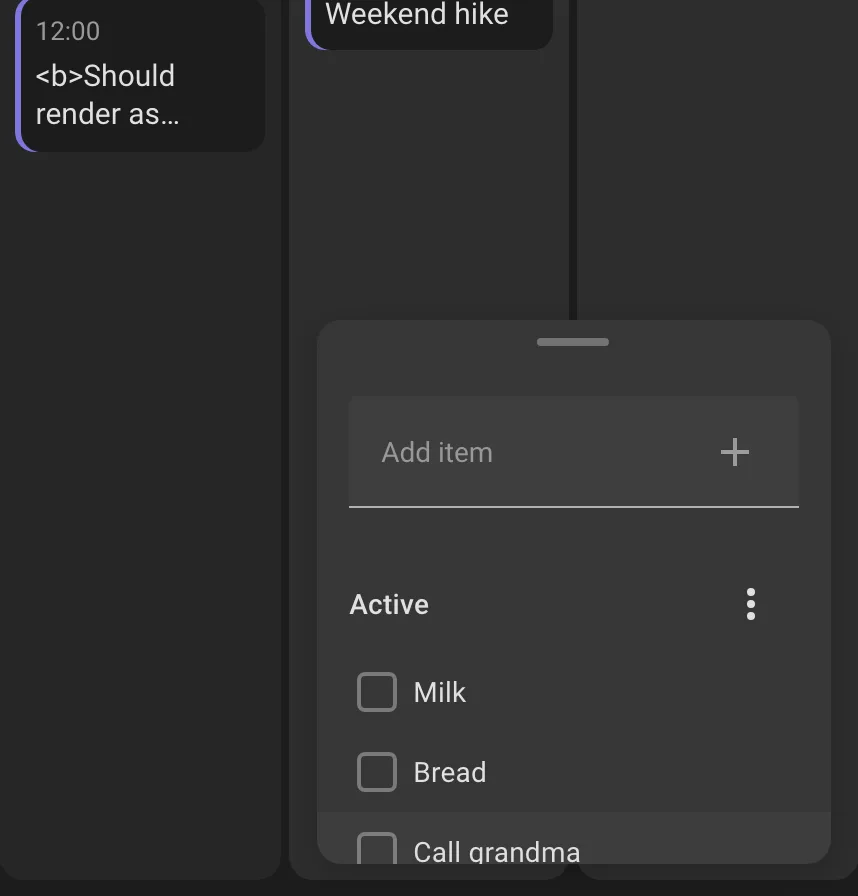 12:00
<b>Should
render as…
Weekend hike
Add item
Active
Milk
Bread
Call grandma